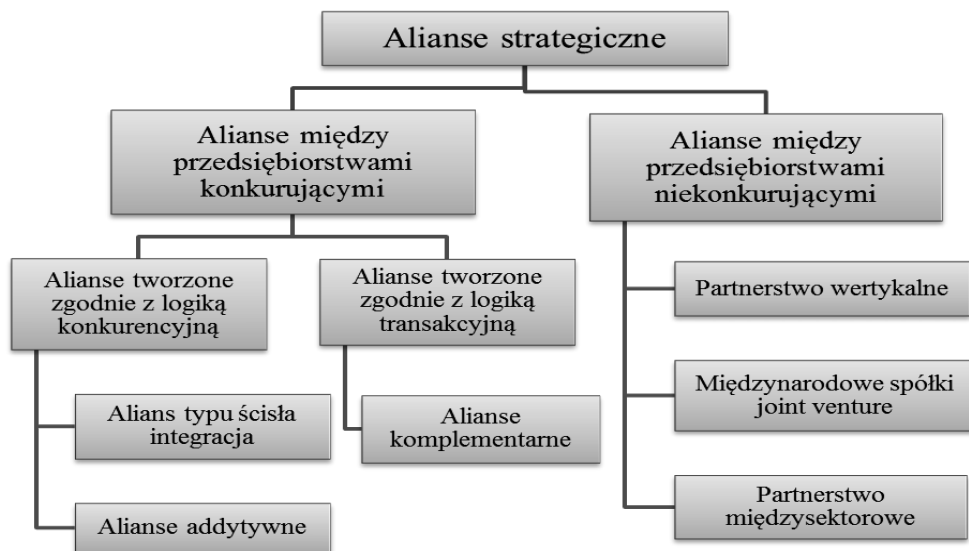 Alianse strategiczne
Alianse między
przedsiębiorstwami
konkurującymi
Alianse między
przedsiębiorstwami
niekonkurującymi
Alianse tworzone
zgodnie z logiką
konkurencyjną
Alianse tworzone
zgodnie z logiką
transakcyjną
Partnerstwo wertykalne
Międzynarodowe spółki
joint venture
Alians typu ścisła
integracja
Alianse
komplementarne
Partnerstwo
międzysektorowe
Alianse addytywne